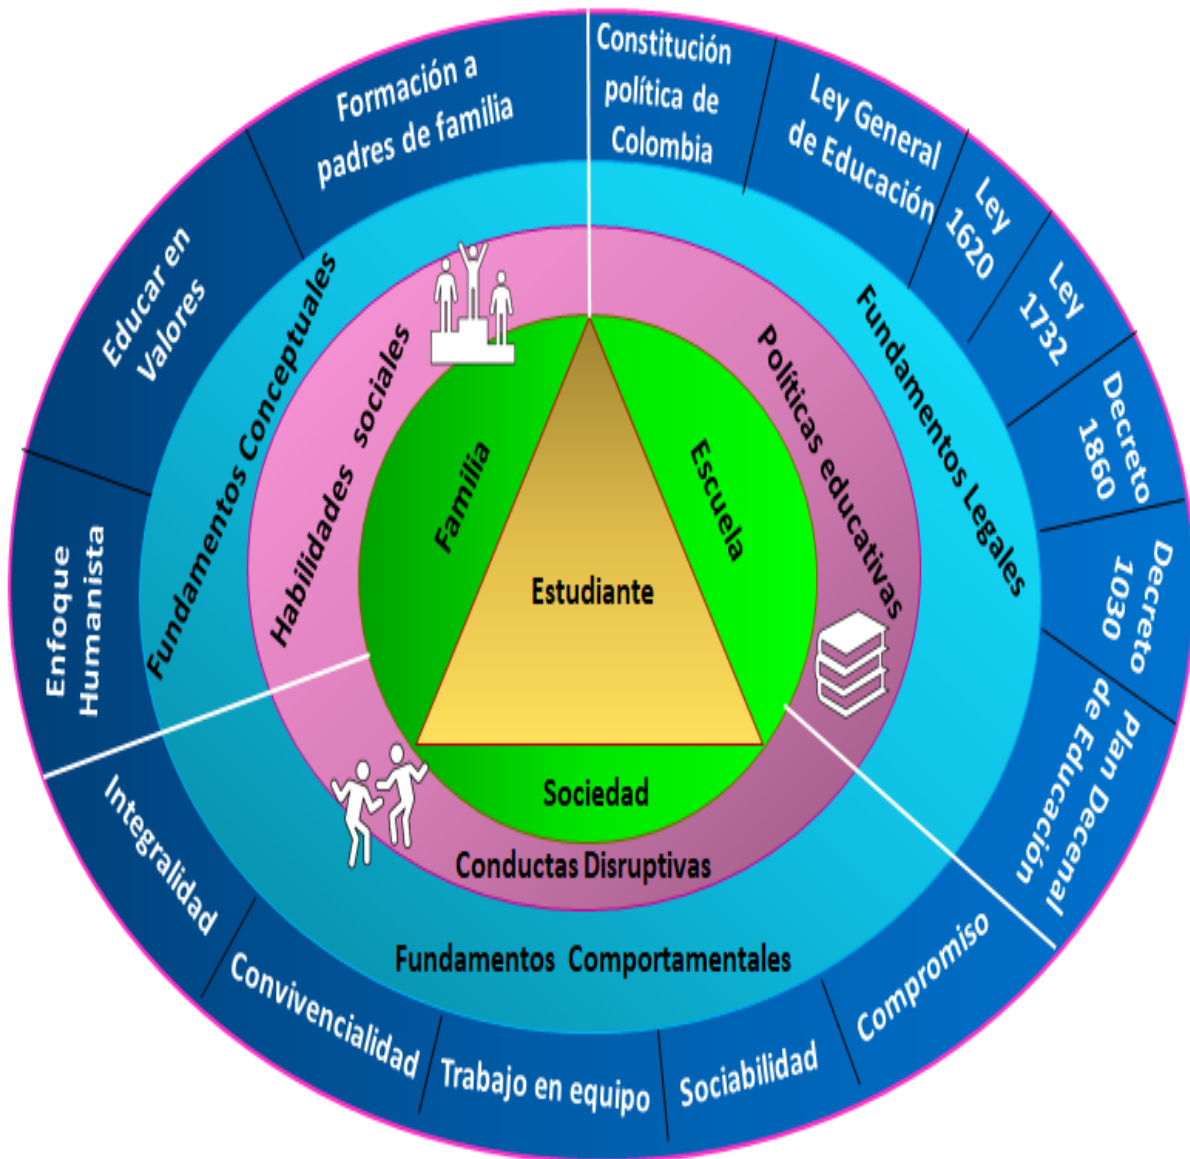 Constitución
política de
Colombia
Ley General
de Educación
Ley
1620
Ley
1732
Decreto
1860
Decreto
1030
Plan Decenal
de Educación
Compromiso
Sociabilidad
Trabajo en equipo
Convivencialidad
Integralidad
Enfoque
Humanista
Educar en
Valores
Formación a
padres de familia
Fundamentos Conceptuales
Fundamentos Legales
Fundamentos Comportamentales
Habilidades sociales
Políticas educativas
Conductas Disruptivas
Familia
Escuela
Sociedad
Estudiante